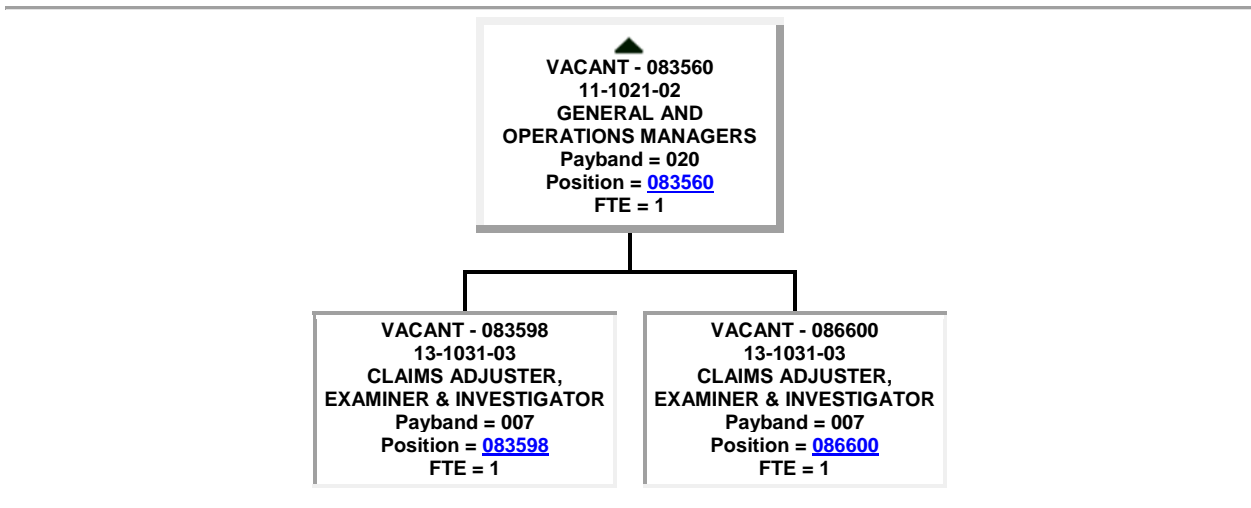 VACANT - 083560
11-1021-02
GENERAL AND
OPERATIONS MANAGERS
Payband = 020
Position = 083560
FTE = 1
VACANT - 083598
13-1031-03
CLAIMS ADJUSTER,
EXAMINER & INVESTIGATOR
Payband = 007
Position = 083598
FTE = 1
VACANT - 086600
13-1031-03
CLAIMS ADJUSTER,
EXAMINER & INVESTIGATOR
Payband = 007
Position = 086600
FTE = 1